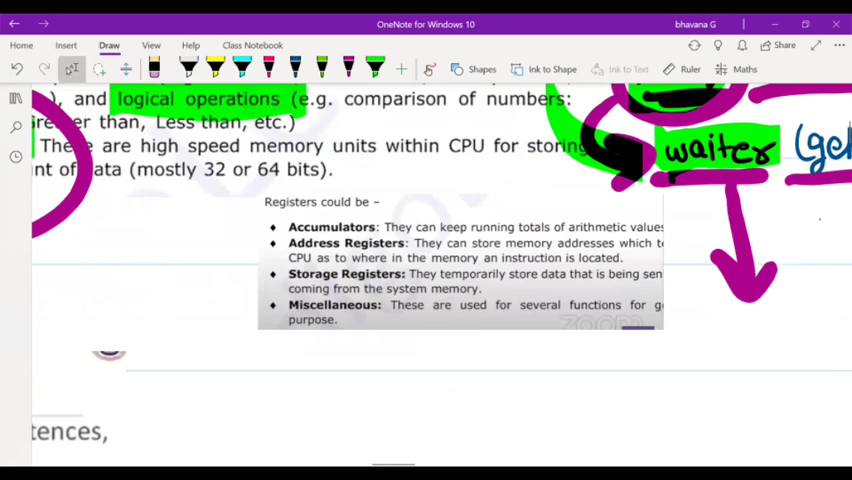 OneNote for Windows 10
bhavana G
Home Insert Draw View Help Class Notebook
Share
Shapes Ink to Shape Ink to Text Ruler Maths
), and logical operations (e.g. comparison of numbers:
Greater than, Less than, etc.)
There are high speed memory units within CPU for storing
nt of data (mostly 32 or 64 bits).
waiter
Registers could be –
♦ Accumulators: They can keep running totals of arithmetic values
♦ Address Registers: They can store memory addresses which
CPU as to where in the memory an instruction is located.
♦ Storage Registers: They temporarily store data that is being
coming from the system memory.
♦ Miscellaneous: These are used for several functions for
purpose.
zoom
tences,